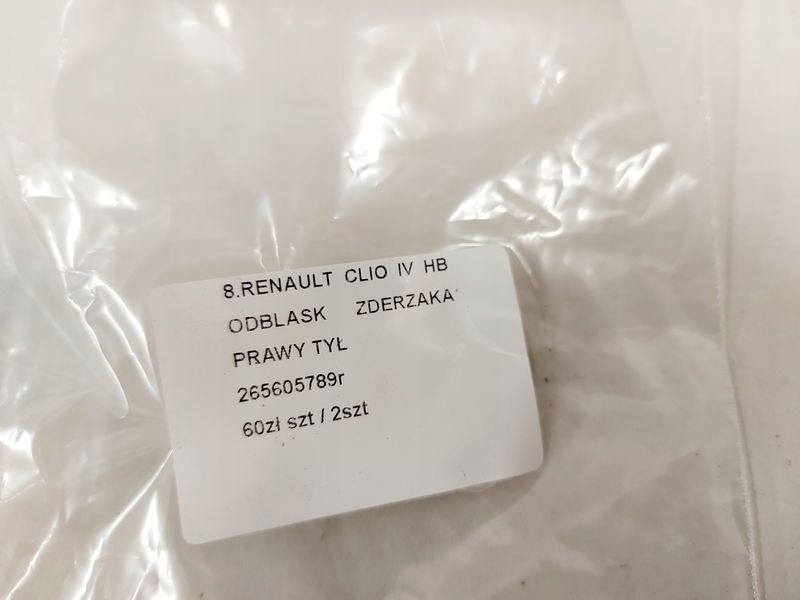 8.RENAULT CLIO IV HB
ODBLASK ZDERZAKA
PRAWY TYŁ
265605789r
60zł szt / 2szt